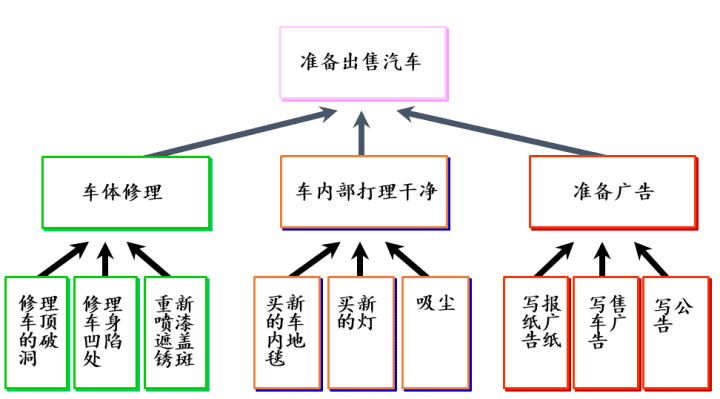 准备出售汽车
车体修理
车内部打理干净
准备广告
修理
车顶
的破
洞
修理
车身
凹陷
处
重新
喷漆
遮盖
锈斑
买新
的车
内地
毯
买新
的灯
吸尘
写报
纸广
告纸
写售
车广
告
写公
告